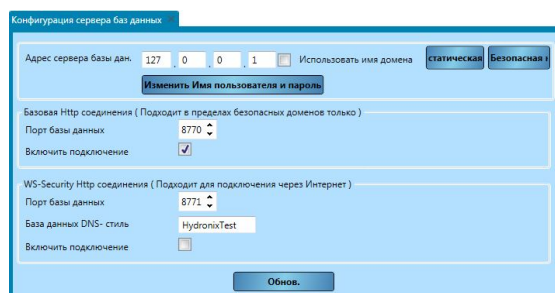 Конфигурация сервера баз данных
Адрес сервера базы дан. 127 . 0 . 0 . 1 Использовать имя домена статическая Безопасная
Изменить Имя пользователя и пароль
Базовая Http соединения ( Подходит в пределах безопасных доменов только )
Порт базы данных 8770
Включить подключение
WS-Security Http соединения ( Подходит для подключения через Интернет )
Порт базы данных 8771
База данных DNS- стиль HydronixTest
Включить подключение
Обнов.